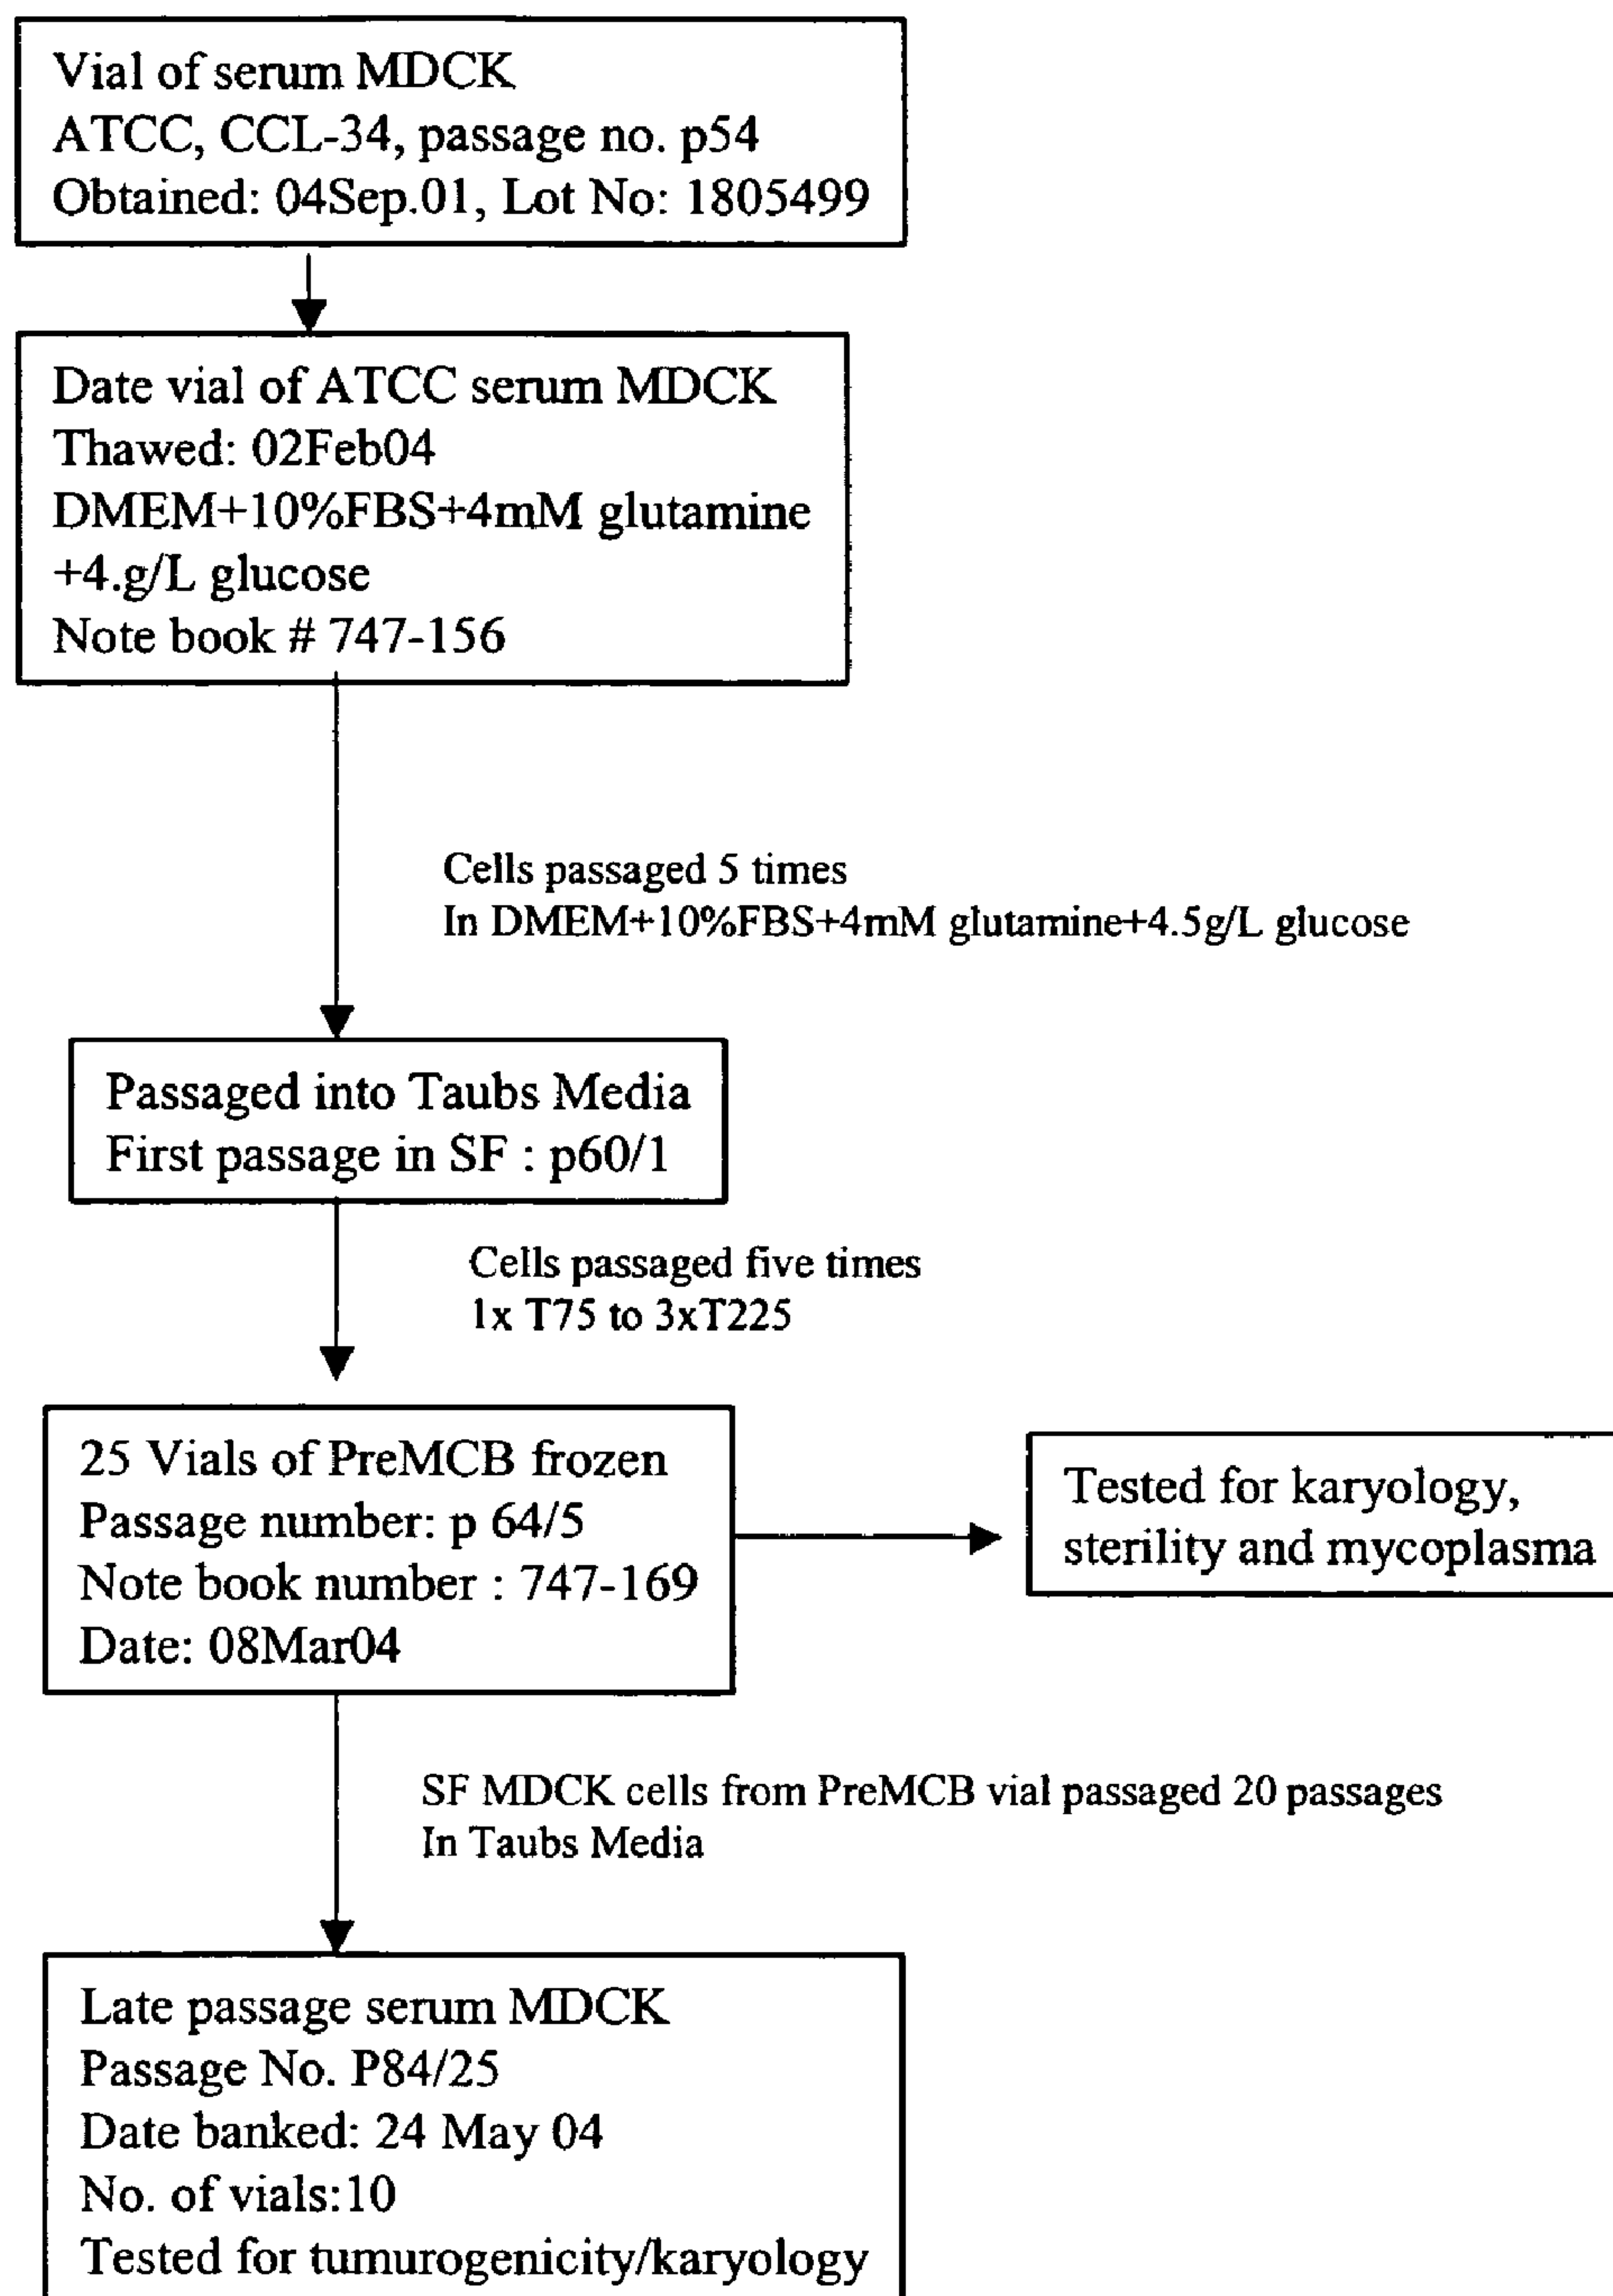 Vial of serum MDCK
ATCC, CCL-34, passage no. p54
Obtained: 04Sep.01, Lot No: 1805499
Date vial of ATCC serum MDCK
Thawed: 02Feb04
DMEM+10%FBS+4mM glutamine
+4.g/L glucose
Note book # 747-156
Cells passaged 5 times
In DMEM+10%FBS+4mM glutamine+4.5g/L glucose
Passaged into Taubs Media
First passage in SF : p60/1
Cells passaged five times
1x T75 to 3xT225
25 Vials of PreMCB frozen
Passage number: p 64/5
Note book number : 747-169
Date: 08Mar04
Tested for karyology,
sterility and mycoplasma
SF MDCK cells from PreMCB vial passaged 20 passages
In Taubs Media
Late passage serum MDCK
Passage No. P84/25
Date banked: 24 May 04
No. of vials:10
Tested for tumurogenicity/karyology